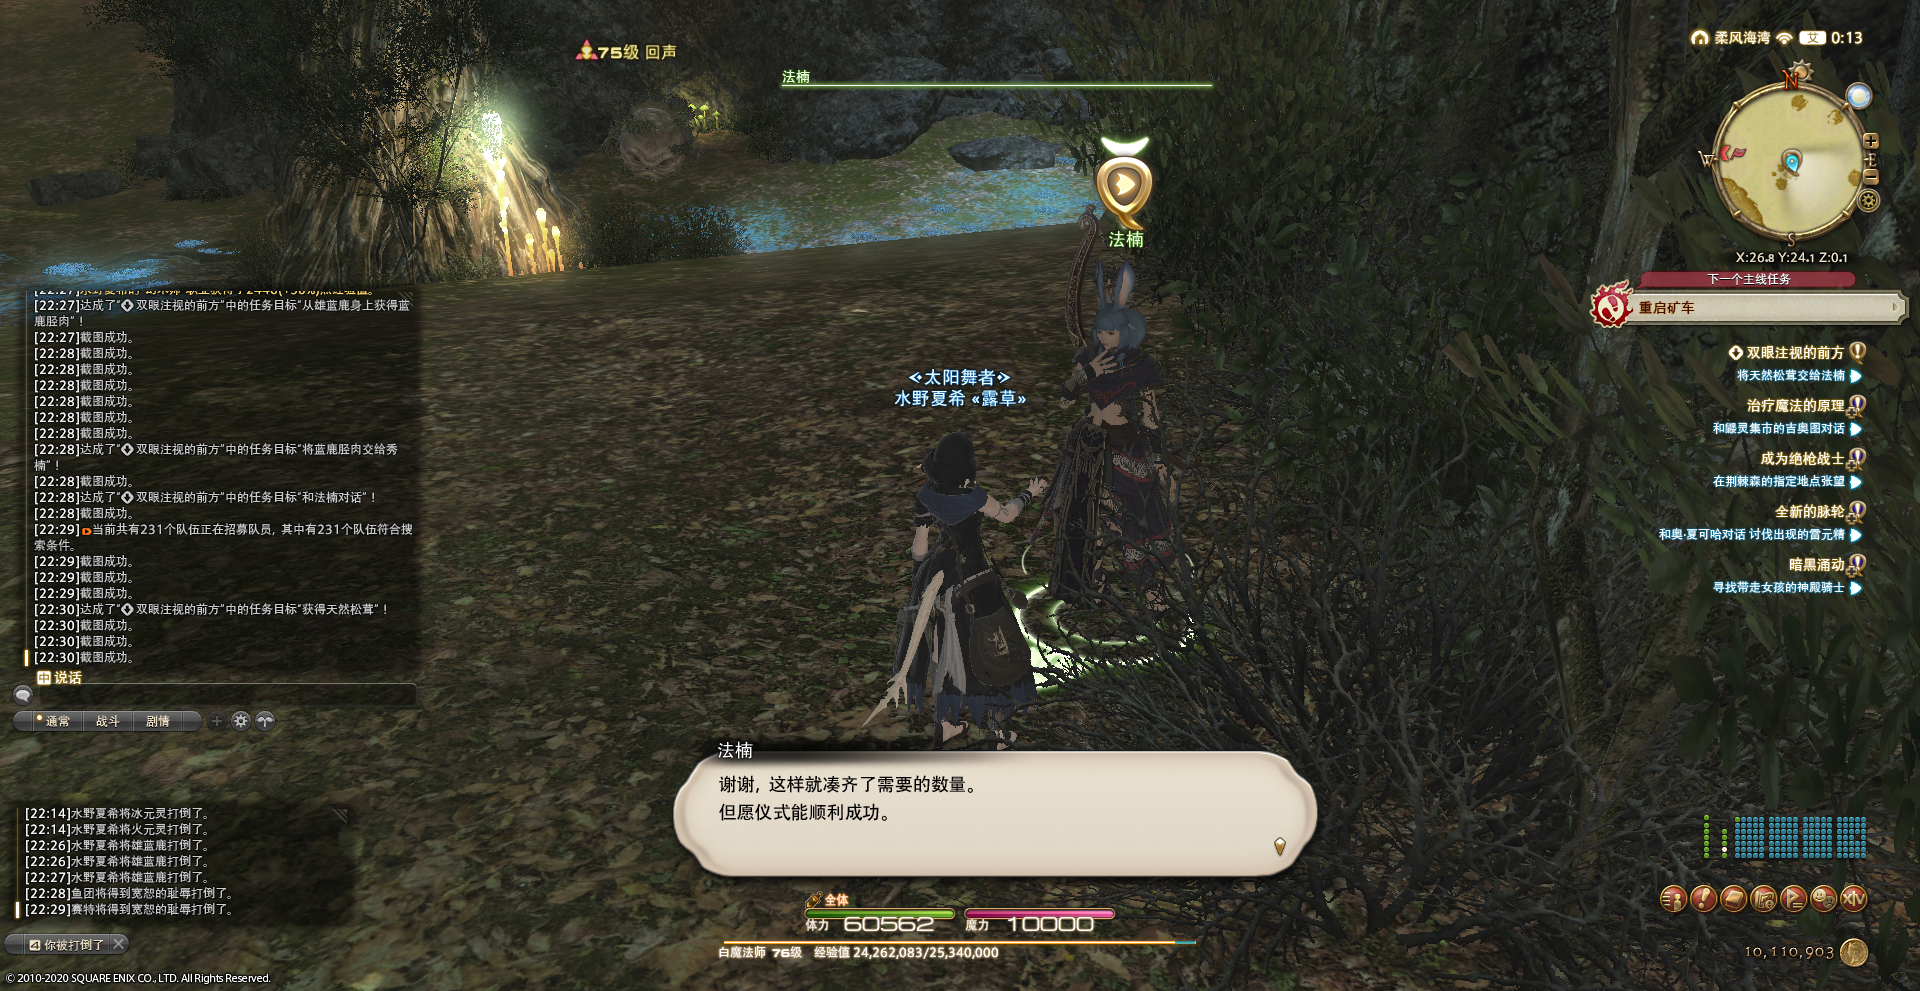 75级 回声
法楠
柔风海湾 艾 0:13
N
W
E
S
X:26.8 Y:24.1 Z:0.1
下一个主线任务
重启矿车
双眼注视的前方
将天然松茸交给法楠
治疗魔法的原理
和鼹灵集市的吉奥图对话
成为绝枪战士
在荆棘森的指定地点张望
全新的脉轮
和奥·夏可哈对话 讨伐出现的雷元精
暗黑涌动
寻找带走女孩的神殿骑士
法楠
太阳舞者
水野夏希 «露草»
[22:27]达成了“双眼注视的前方”中的任务目标“从雄蓝鹿身上获得蓝
鹿胫肉”！
[22:27]截图成功。
[22:28]截图成功。
[22:28]截图成功。
[22:28]截图成功。
[22:28]截图成功。
[22:28]截图成功。
[22:28]截图成功。
[22:28]达成了“双眼注视的前方”中的任务目标“将蓝鹿胫肉交给秀
楠”！
[22:28]截图成功。
[22:28]达成了“双眼注视的前方”中的任务目标“和法楠对话”！
[22:28]截图成功。
[22:29]当前共有231个队伍正在招募队员, 其中有231个队伍符合搜
索条件。
[22:29]截图成功。
[22:29]截图成功。
[22:29]截图成功。
[22:30]达成了“双眼注视的前方”中的任务目标“获得天然松茸”！
[22:30]截图成功。
[22:30]截图成功。
[22:30]截图成功。
说话
通常 战斗 剧情
[22:14]水野夏希将冰元灵打倒了。
[22:14]水野夏希将火元灵打倒了。
[22:26]水野夏希将雄蓝鹿打倒了。
[22:26]水野夏希将雄蓝鹿打倒了。
[22:27]水野夏希将雄蓝鹿打倒了。
[22:28]鱼团将得到宽恕的耻辱打倒了。
[22:29]赛特将得到宽恕的耻辱打倒了。
4 你被打倒了
法楠
谢谢, 这样就凑齐了需要的数量。
但愿仪式能顺利成功。
全体
体力 60562 魔力 10000
白魔法师 76级 经验值 24,262,083/25,340,000
XIV
10,110,903
© 2010-2020 SQUARE ENIX CO., LTD. All Rights Reserved.